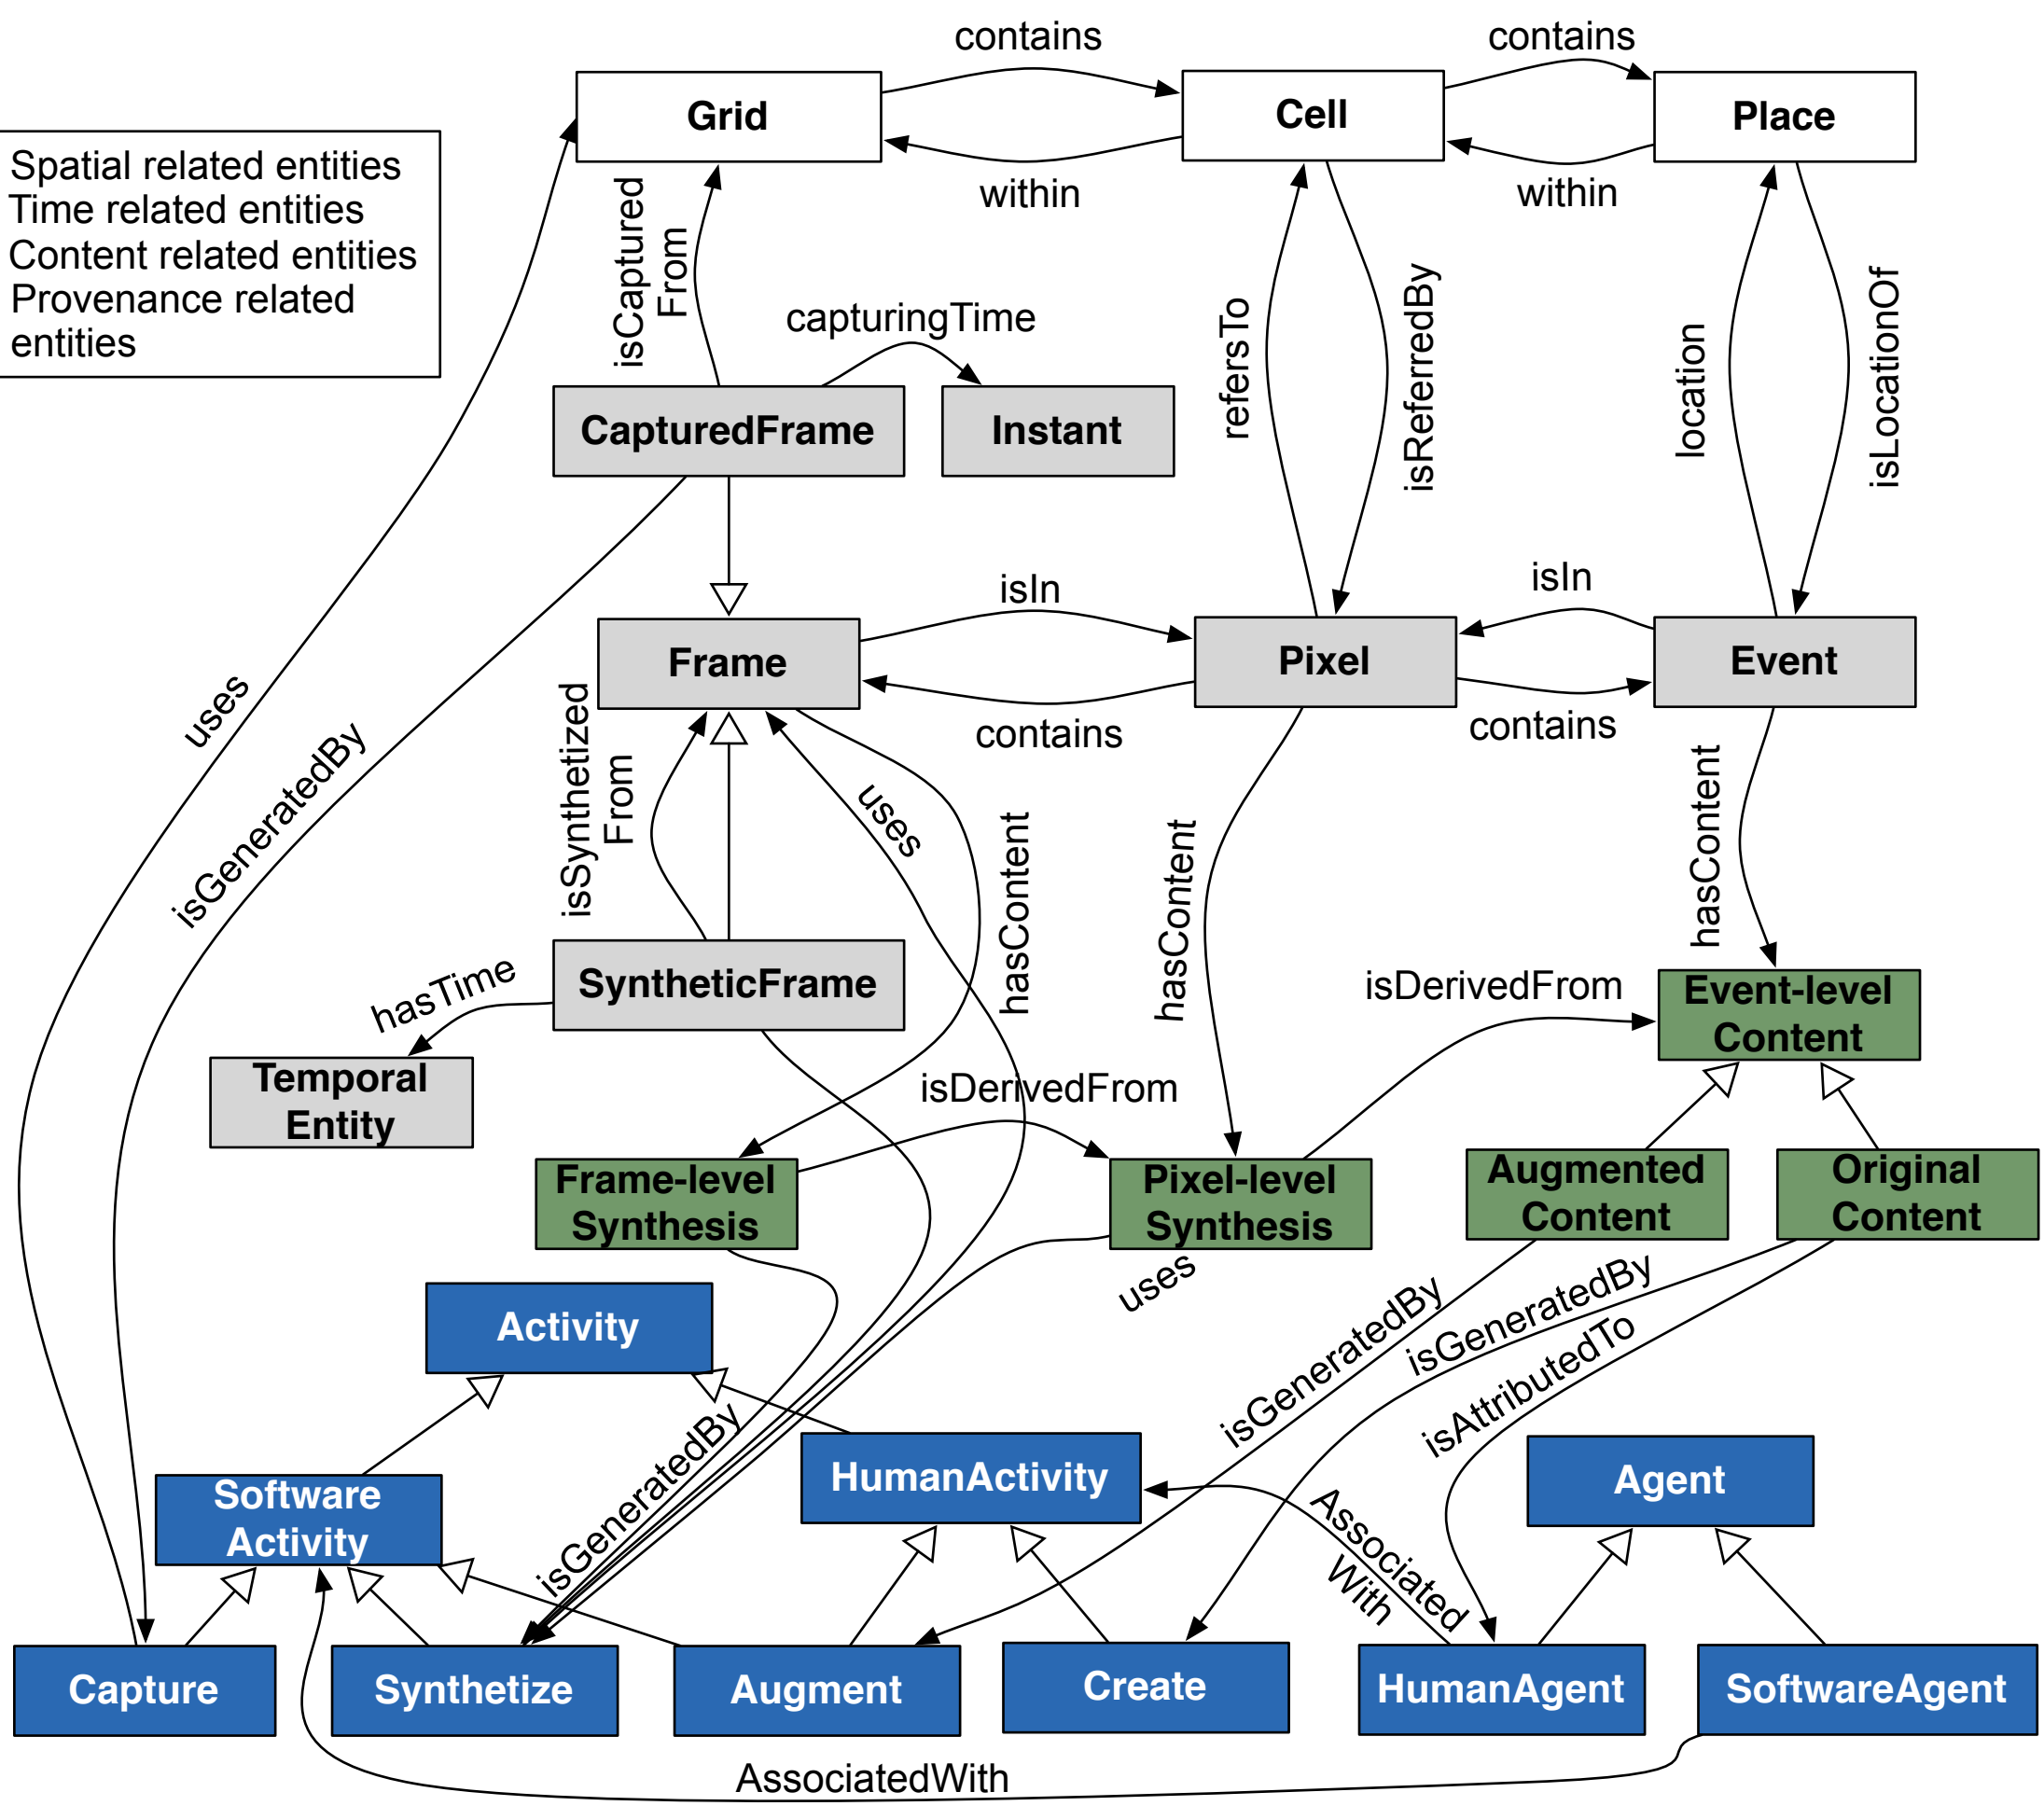 contains
contains
Grid
Cell
Place
within
within
Spatial related entities
Time related entities
Content related entities
Provenance related
entities
isCaptured
From
capturingTime
refersTo
isReferredBy
location
isLocationOf
CapturedFrame
Instant
isIn
isIn
Frame
Pixel
Event
contains
contains
uses
isGeneratedBy
isSynthetized
From
uses
hasContent
hasContent
hasContent
SyntheticFrame
hasTime
isDerivedFrom
Event-level
Content
Temporal
Entity
isDerivedFrom
Frame-level
Synthesis
Pixel-level
Synthesis
Augmented
Content
Original
Content
uses
isGeneratedBy
isGeneratedBy
isAttributedTo
Activity
isGeneratedBy
Software
Activity
HumanActivity
Associated
With
Agent
Capture
Synthetize
Augment
Create
HumanAgent
SoftwareAgent
AssociatedWith